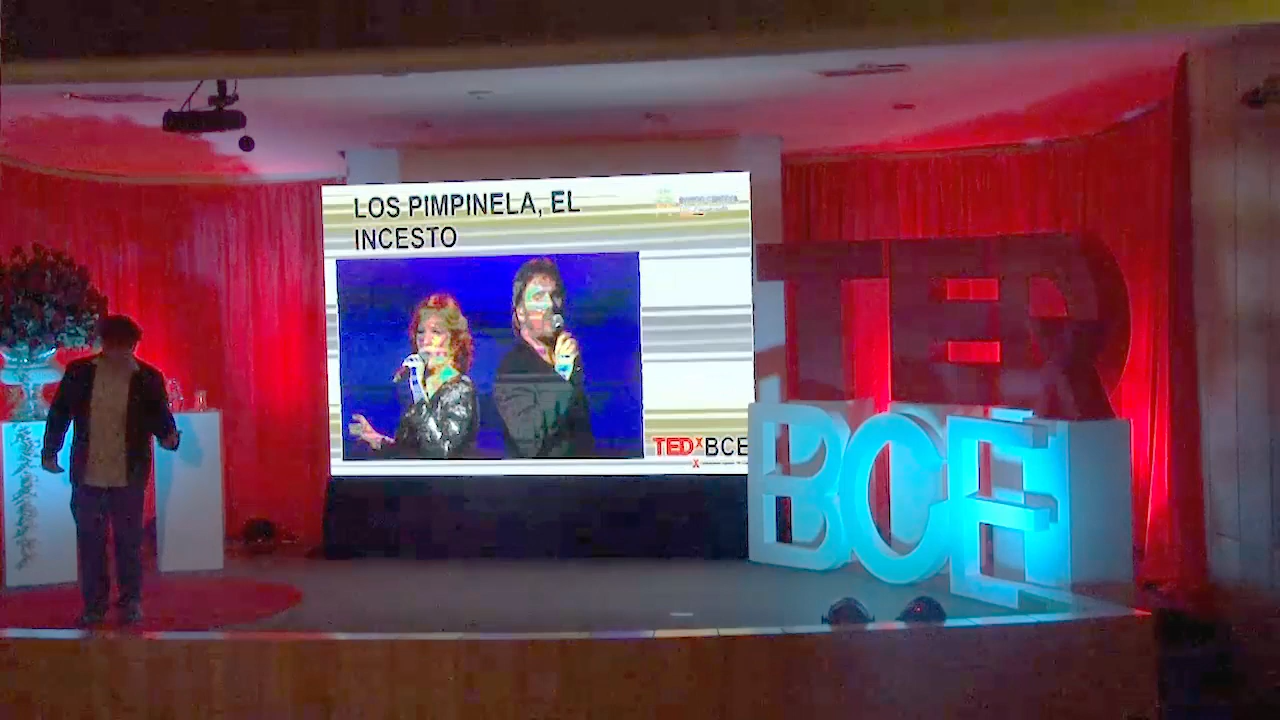 LOS PIMPINELA, EL
INCESTO
TEDxBCE
TED
BCE